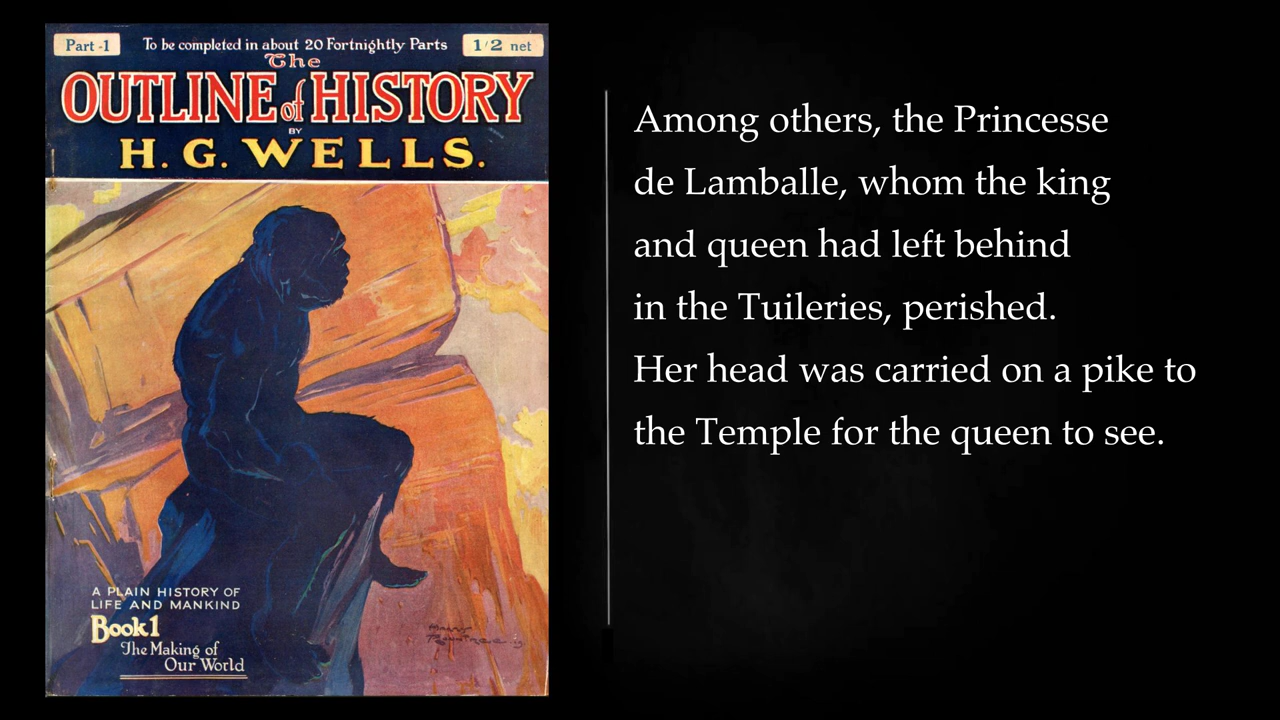 Part -1
To be completed in about 20 Fortnightly Parts
1/2 net
The
OUTLINE of HISTORY
BY
H. G. WELLS.
A PLAIN HISTORY OF
LIFE AND MANKIND
Book 1
The Making of
Our World
Among others, the Princesse
de Lamballe, whom the king
and queen had left behind
in the Tuileries, perished.
Her head was carried on a pike to
the Temple for the queen to see.